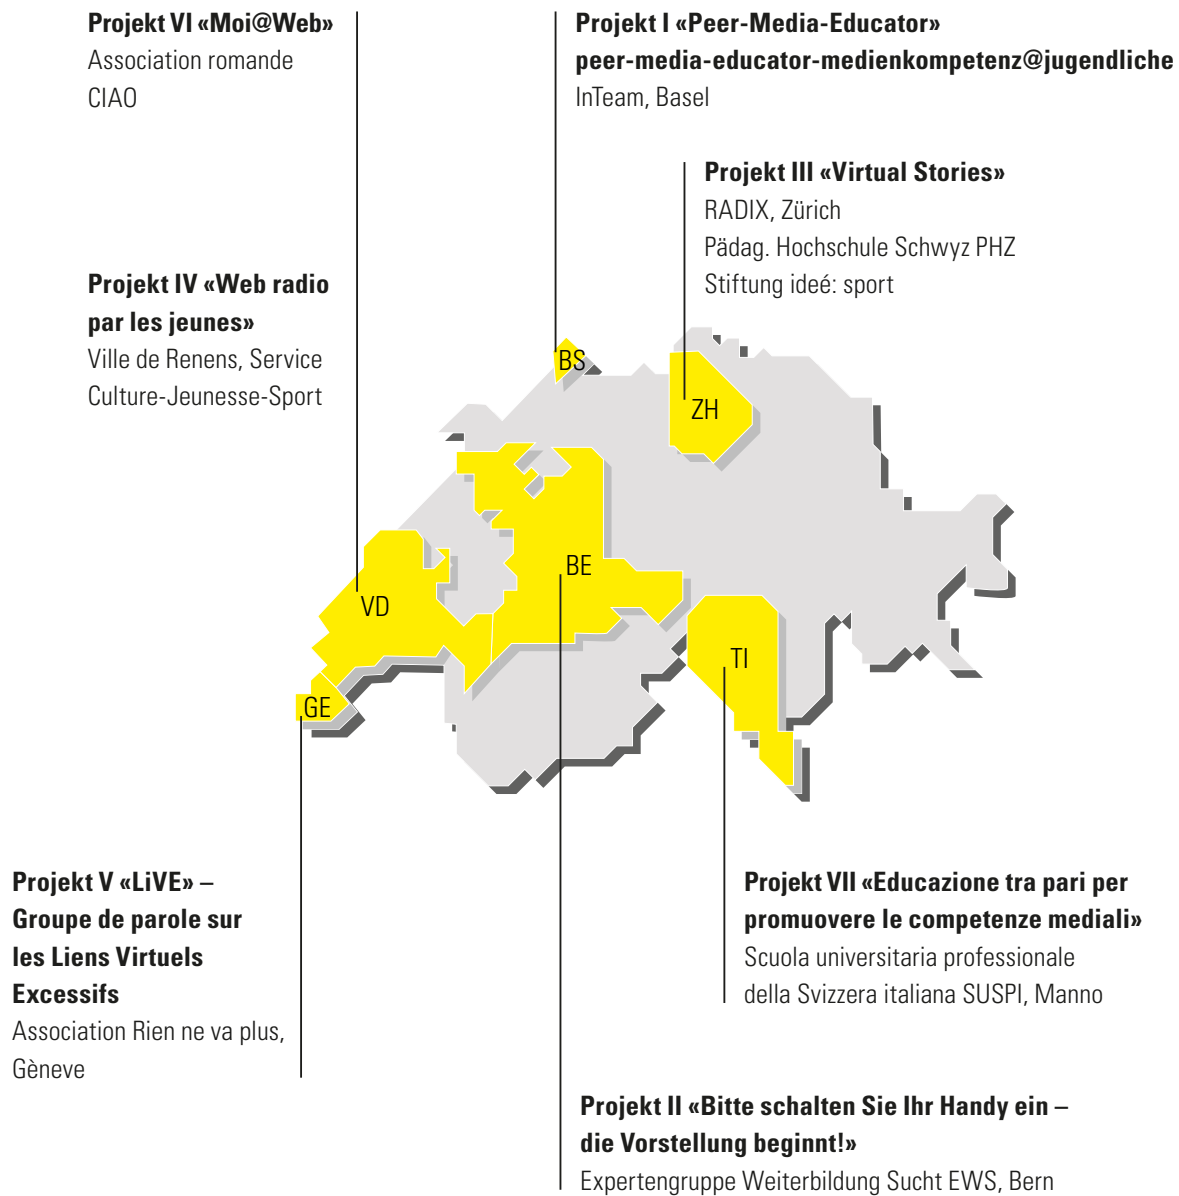 Projekt VI «Moi@Web»
Association romande
CIAO
Projekt I «Peer-Media-Educator»
peer-media-educator-medienkompetenz@jugendliche
InTeam, Basel
Projekt III «Virtual Stories»
RADIX, Zürich
Pädag. Hochschule Schwyz PHZ
Stiftung ideé: sport
Projekt IV «Web radio
par les jeunes»
Ville de Renens, Service
Culture-Jeunesse-Sport
BS
ZH
BE
VD
TI
GE
Projekt V «LiVE» –
Groupe de parole sur
les Liens Virtuels
Excessifs
Association Rien ne va plus,
Gèneve
Projekt VII «Educazione tra pari per
promuovere le competenze mediali»
Scuola universitaria professionale
della Svizzera italiana SUSPI, Manno
Projekt II «Bitte schalten Sie Ihr Handy ein –
die Vorstellung beginnt!»
Expertengruppe Weiterbildung Sucht EWS, Bern